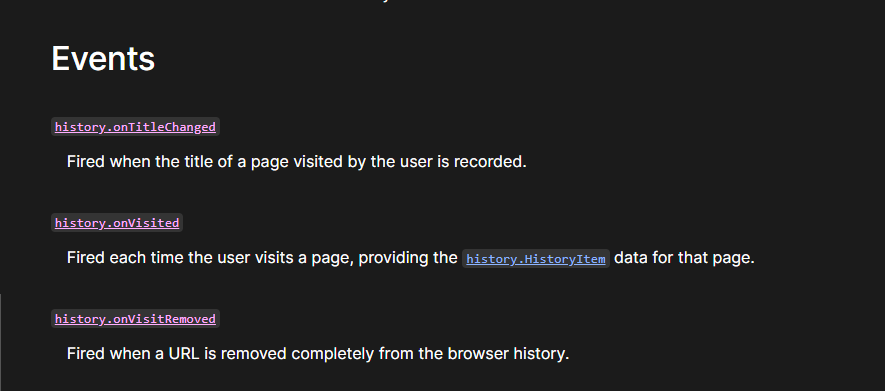 Events
history.onTitleChanged
Fired when the title of a page visited by the user is recorded.
history.onVisited
Fired each time the user visits a page, providing the history.HistoryItem data for that page.
history.onVisitRemoved
Fired when a URL is removed completely from the browser history.